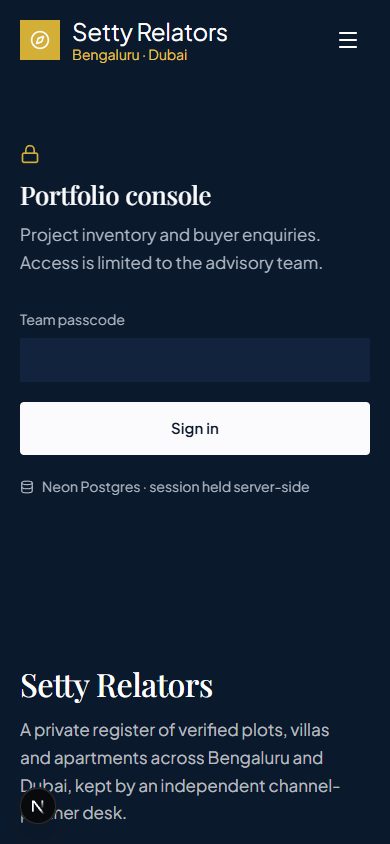 Setty Relators
Bengaluru · Dubai
Portfolio console
Project inventory and buyer enquiries.
Access is limited to the advisory team.
Team passcode
Sign in
Neon Postgres · session held server-side
Setty Relators
A private register of verified plots, villas
and apartments across Bengaluru and
Dubai, kept by an independent channel-
desk.
N